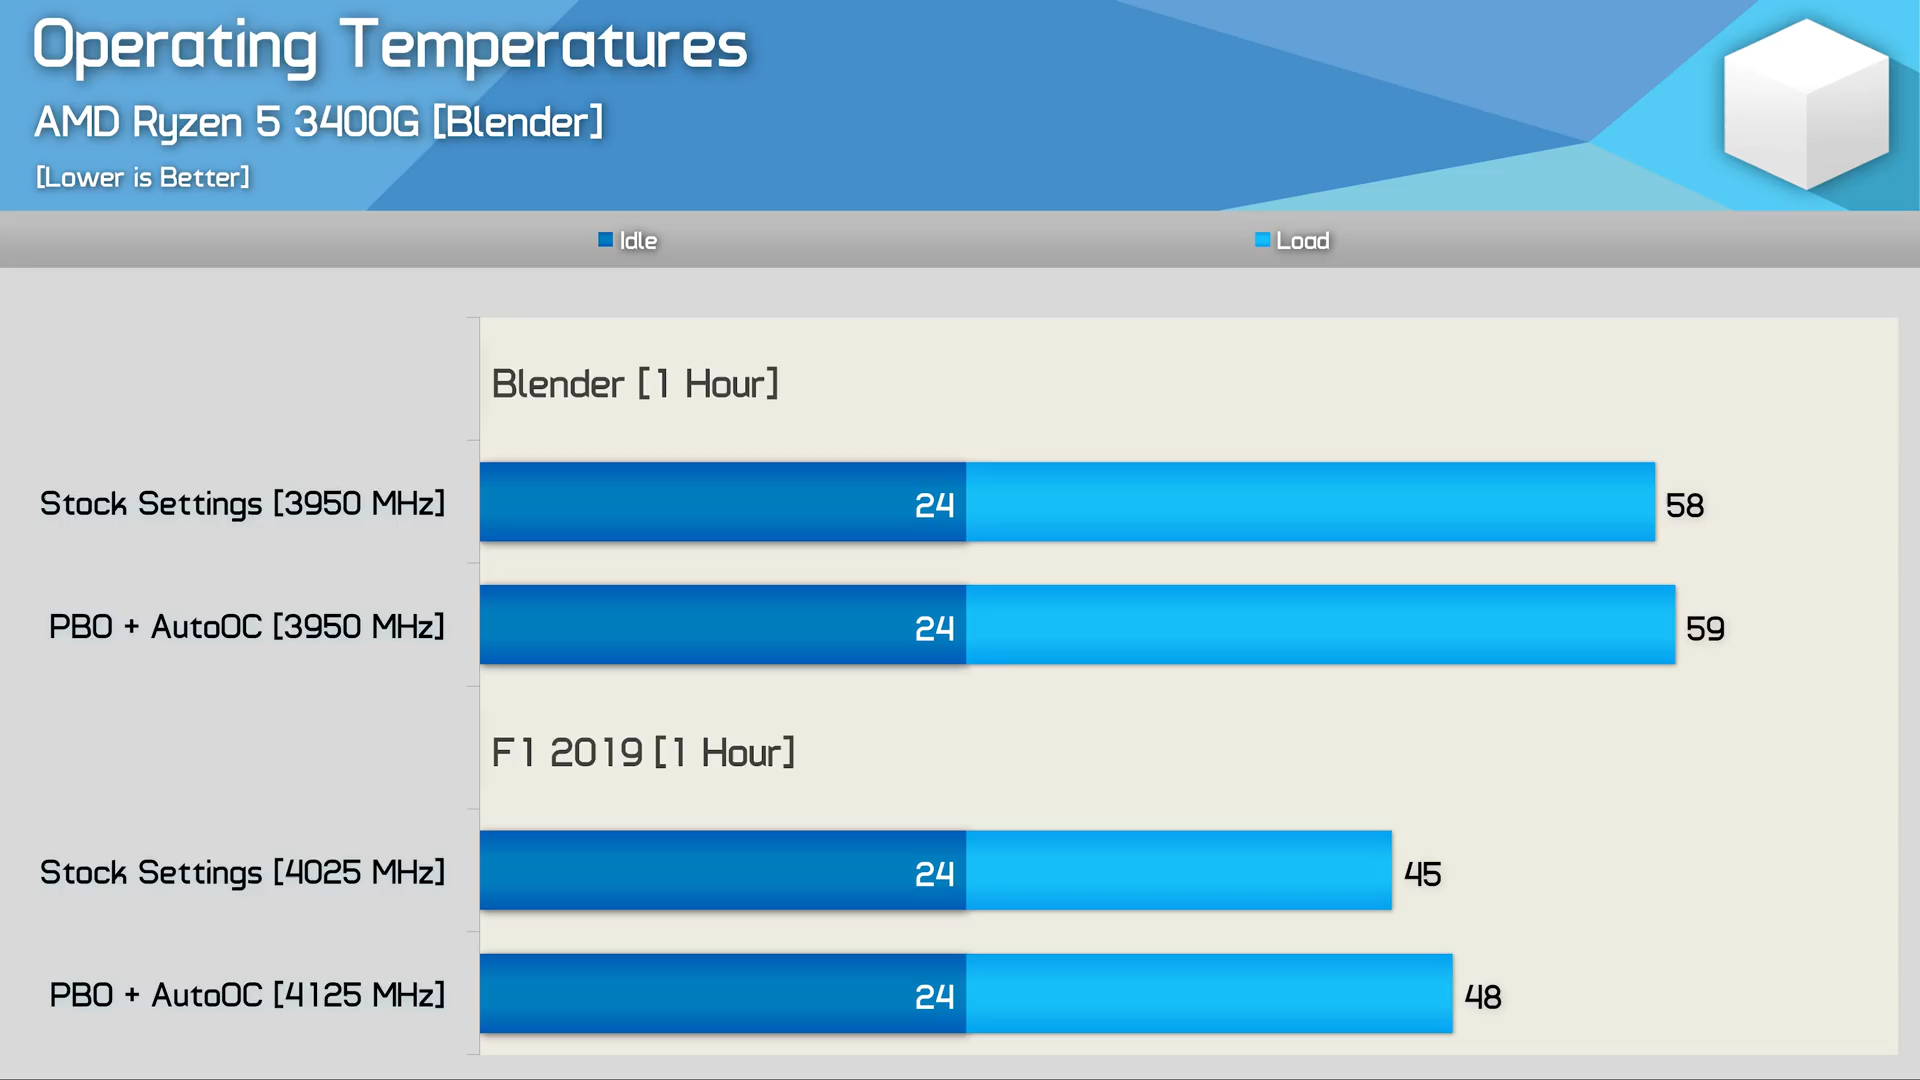 Operating Temperatures
AMD Ryzen 5 3400G [Blender]
[Lower is Better]
Idle
Load
Blender [1 Hour]
Stock Settings [3950 MHz]
24
58
PBO + AutoOC [3950 MHz]
24
59
F1 2019 [1 Hour]
Stock Settings [4025 MHz]
24
45
PBO + AutoOC [4125 MHz]
24
48